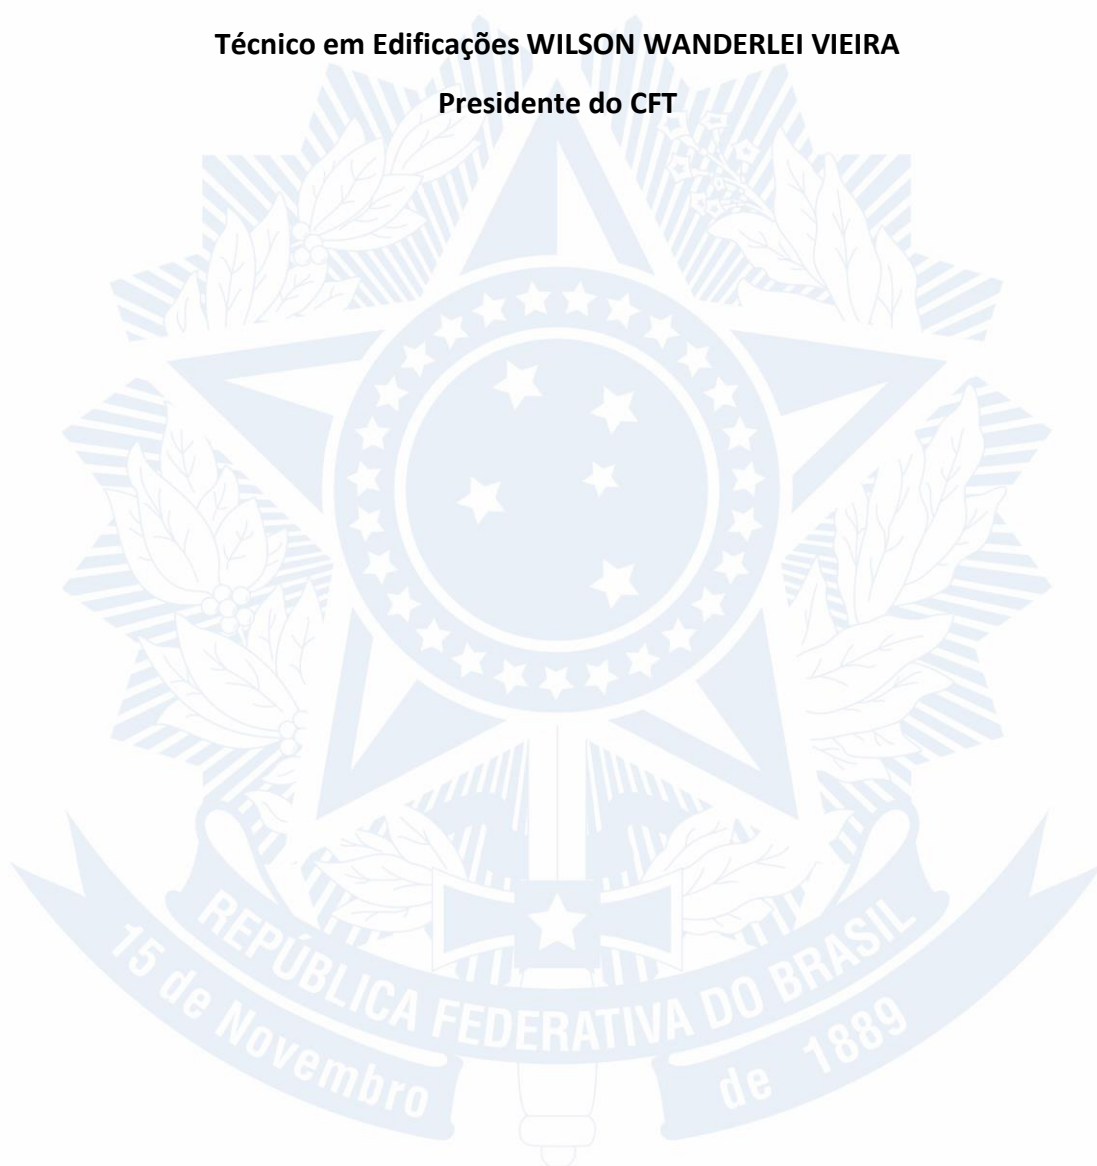 Técnico em Edificações WILSON WANDERLEI VIEIRA
Presidente do CFT
REPÚBLICA FEDERATIVA DO BRASIL
15 de Novembro de 1889